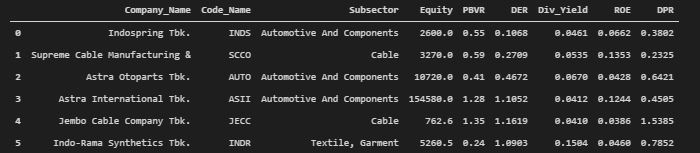 Company_Name Code_Name Subsector Equity PBVR DER Div_Yield ROE DPR
0 Indospring Tbk. INDS Automotive And Components 2600.0 0.55 0.1068 0.0461 0.0662 0.3802
1 Supreme Cable Manufacturing & SCCO Cable 3270.0 0.59 0.2709 0.0535 0.1353 0.2325
2 Astra Otoparts Tbk. AUTO Automotive And Components 10720.0 0.41 0.4672 0.0670 0.0428 0.6421
3 Astra International Tbk. ASII Automotive And Components 154580.0 1.28 1.1052 0.0412 0.1244 0.4505
4 Jembo Cable Company Tbk. JECC Cable 762.6 1.35 1.1619 0.0410 0.0386 1.5385
5 Indo-Rama Synthetics Tbk. INDR Textile, Garment 5260.5 0.24 1.0903 0.1504 0.0460 0.7852